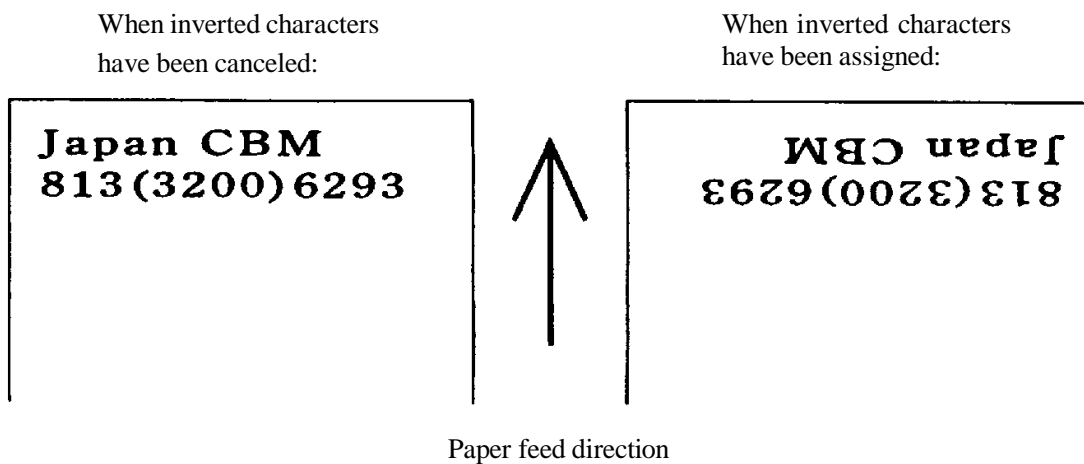 When inverted characters
have been canceled:
Japan CBM
813(3200)6293
When inverted characters
have been assigned:
Japan CBM
813(3200)6293
Paper feed direction